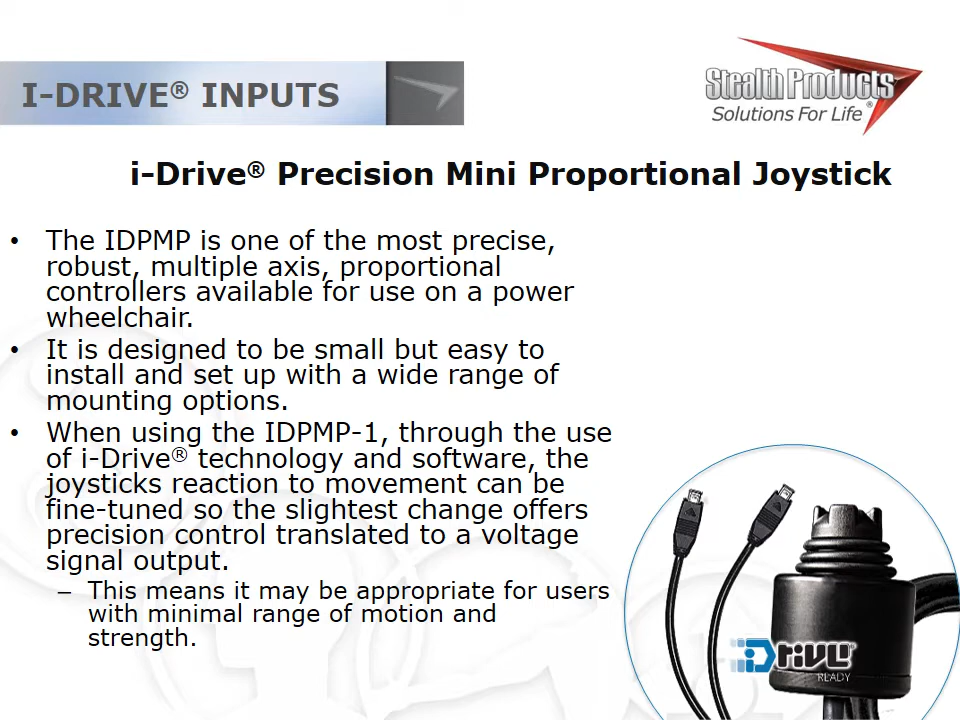 I-DRIVE® INPUTS
Stealth Products®
Solutions For Life
i-Drive® Precision Mini Proportional Joystick
• The IDPMP is one of the most precise,
robust, multiple axis, proportional
controllers available for use on a power
wheelchair.
• It is designed to be small but easy to
install and set up with a wide range of
mounting options.
• When using the IDPMP-1, through the use
of i-Drive® technology and software, the
joysticks reaction to movement can be
fine-tuned so the slightest change offers
precision control translated to a voltage
signal output.
– This means it may be appropriate for users
with minimal range of motion and
strength.
iDrive®
READY